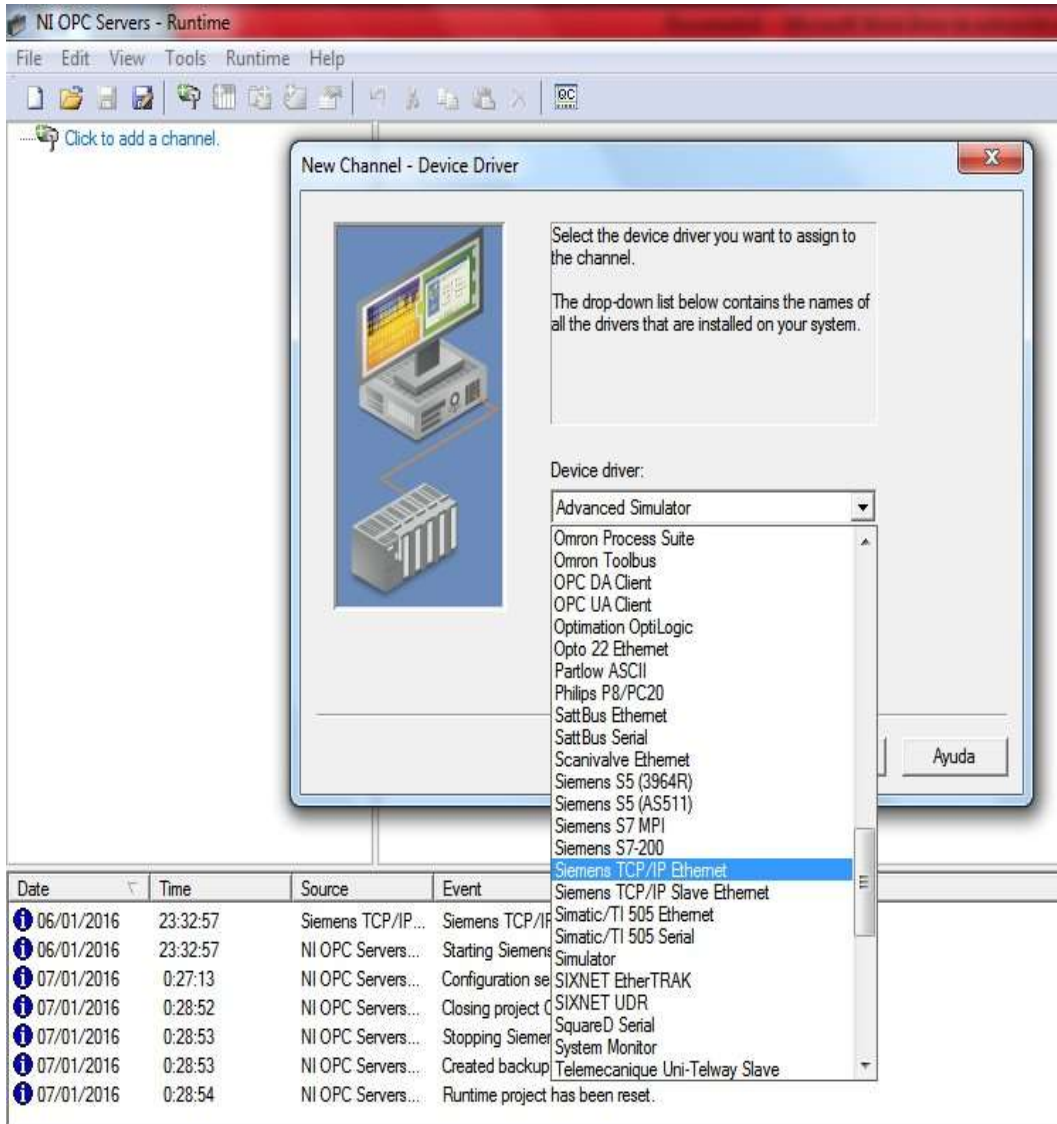 NI OPC Servers - Runtime
File Edit View Tools Runtime Help
Click to add a channel.
New Channel - Device Driver
Select the device driver you want to assign to
the channel.
The drop-down list below contains the names of
all the drivers that are installed on your system.
Device driver:
Advanced Simulator
Omron Process Suite
Omron Toolbus
OPC DA Client
OPC UA Client
Optimation OptiLogic
Opto 22 Ethernet
Partlow ASCII
Philips P8/PC20
SattBus Ethernet
SattBus Serial
Scanivalve Ethernet
Siemens S5 (3964R)
Siemens S5 (AS511)
Siemens S7 MPI
Siemens S7-200
Siemens TCP/IP Ethernet
Siemens TCP/IP Slave Ethernet
Simatic/TI 505 Ethernet
Simatic/TI 505 Serial
Simulator
SIXNET EtherTRAK
SIXNET UDR
SquareD Serial
System Monitor
Telemecanique Uni-Telway Slave
Ayuda
Date Time Source Event
06/01/2016 23:32:57 Siemens TCP/IP... Siemens TCP/IP
06/01/2016 23:32:57 NI OPC Servers... Starting Siemens
07/01/2016 0:27:13 NI OPC Servers... Configuration se
07/01/2016 0:28:52 NI OPC Servers... Closing project
07/01/2016 0:28:53 NI OPC Servers... Stopping Siemen
07/01/2016 0:28:53 NI OPC Servers... Created backup
07/01/2016 0:28:54 NI OPC Servers... Runtime project has been reset.